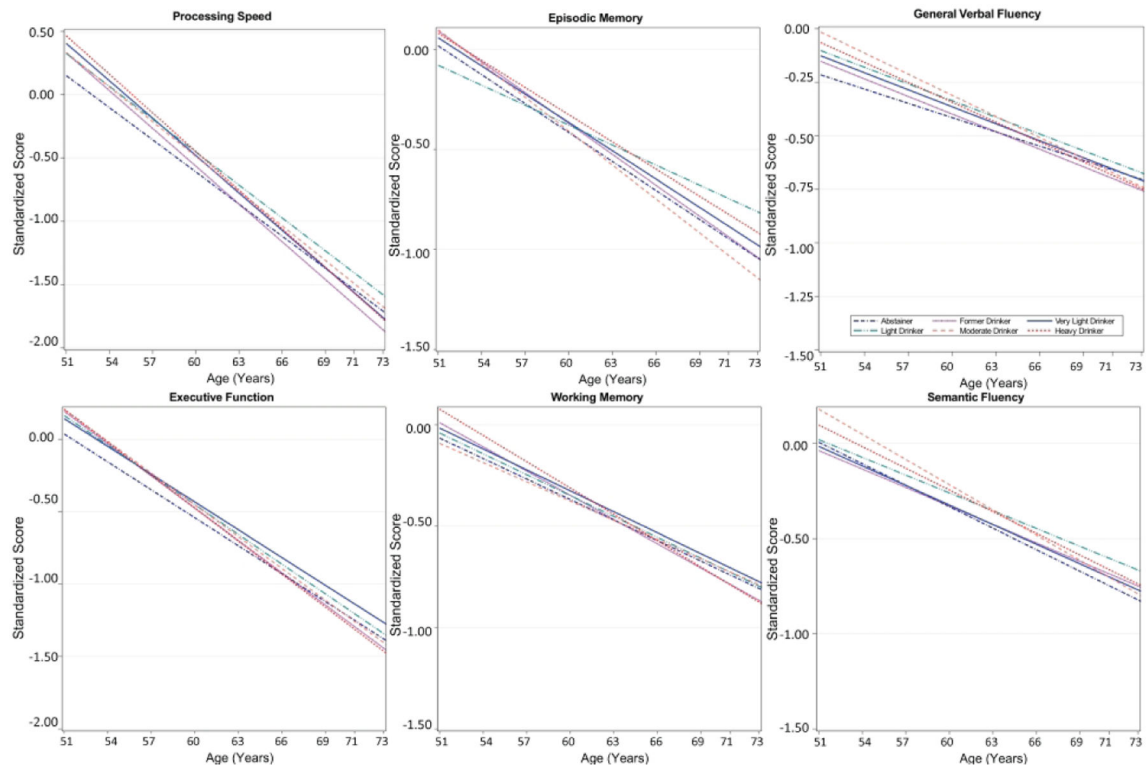 Processing Speed
Standardized Score
0.50
0.00
-0.50
-1.00
-1.50
-2.00
51 54 57 60 63 66 69 71 73
Age (Years)
Episodic Memory
Standardized Score
0.00
-0.50
-1.00
-1.50
51 54 57 60 63 66 69 71 73
Age (Years)
General Verbal Fluency
Standardized Score
0.00
-0.25
-0.50
-0.75
-1.00
-1.25
-1.50
Abstainer Former Drinker Very Light Drinker
Light Drinker Moderate Drinker Heavy Drinker
51 54 57 60 63 66 69 71 73
Age (Years)
Executive Function
Standardized Score
0.00
-0.50
-1.00
-1.50
-2.00
51 54 57 60 63 66 69 71 73
Age (Years)
Working Memory
Standardized Score
0.00
-0.50
-1.00
-1.50
51 54 57 60 63 66 69 71 73
Age (Years)
Semantic Fluency
Standardized Score
0.00
-0.50
-1.00
-1.50
51 54 57 60 63 66 69 71 73
Age (Years)